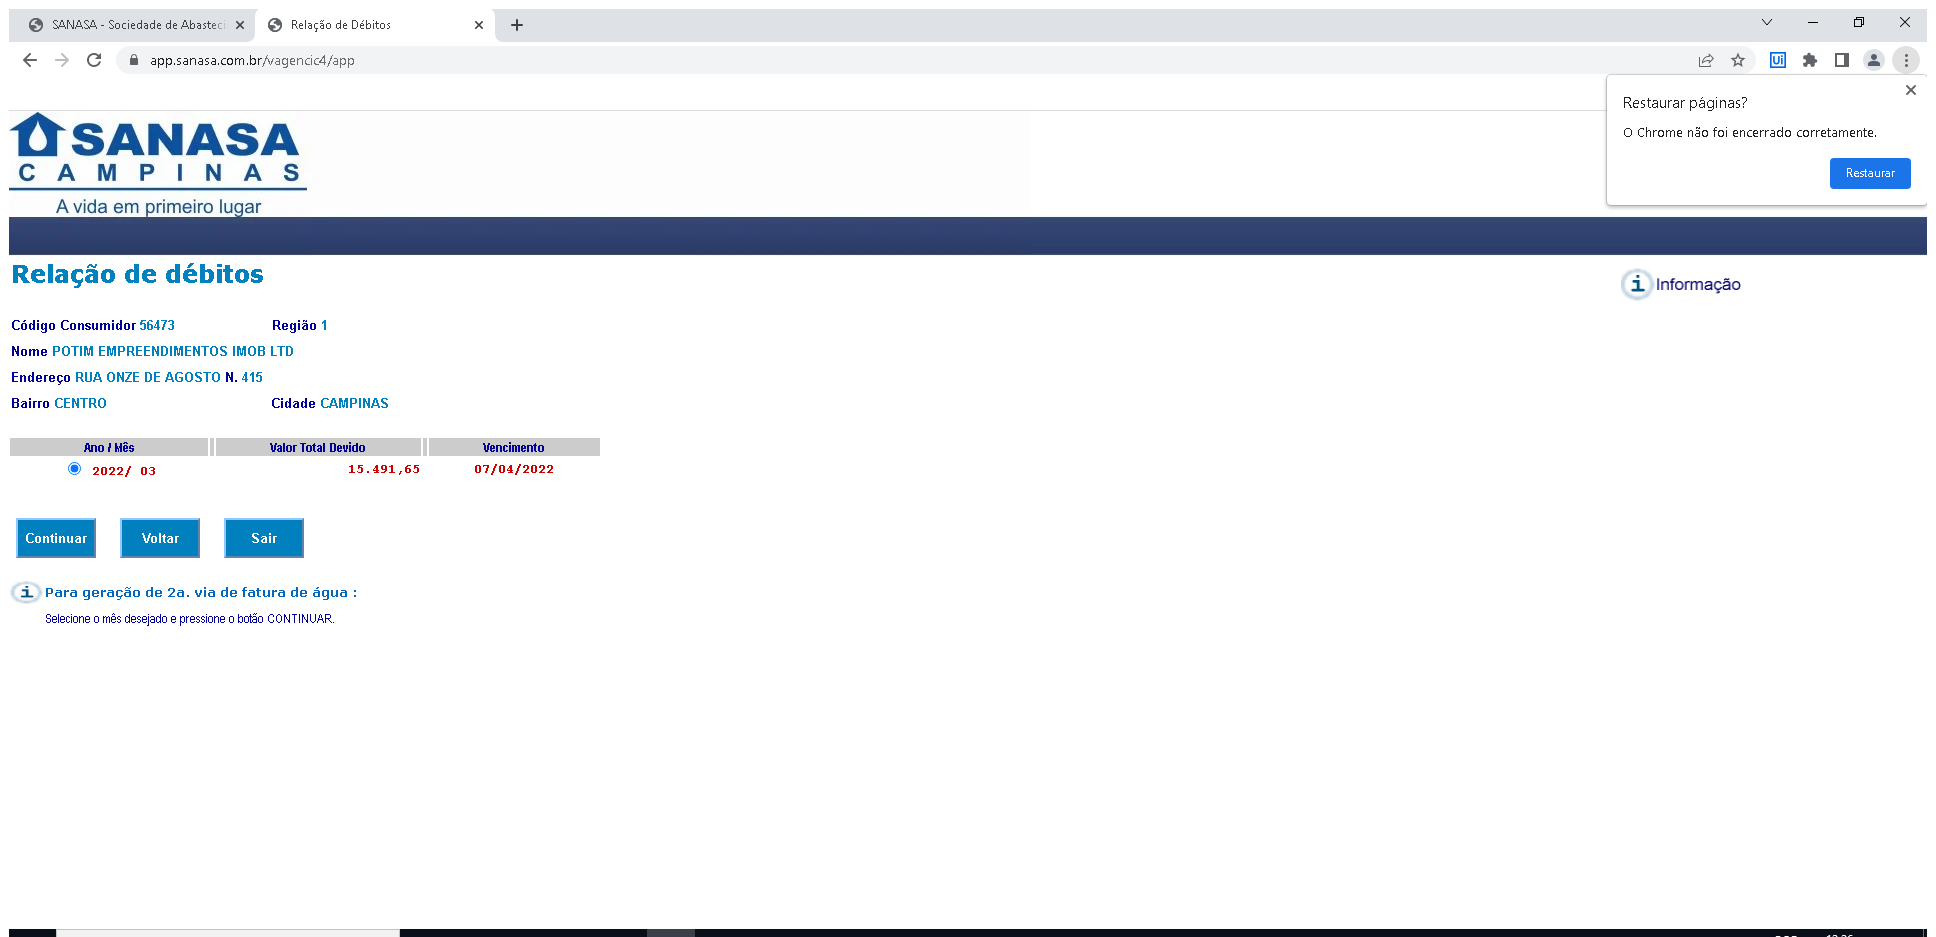 SANASA - Sociedade de Abasteci
Relação de Débitos
app.sanasa.com.br/vagencic4/app
Ui
Restaurar páginas?
O Chrome não foi encerrado corretamente.
Restaurar
SANASA
CAMPINAS
A vida em primeiro lugar
Relação de débitos
Informação
Código Consumidor 56473 Região 1
Nome POTIM EMPREENDIMENTOS IMOB LTD
Endereço RUA ONZE DE AGOSTO N. 415
Bairro CENTRO Cidade CAMPINAS
Ano / Mês Valor Total Devido Vencimento
2022/ 03 15.491,65 07/04/2022
Continuar Voltar Sair
Para geração de 2a. via de fatura de água :
Selecione o mês desejado e pressione o botão CONTINUAR.